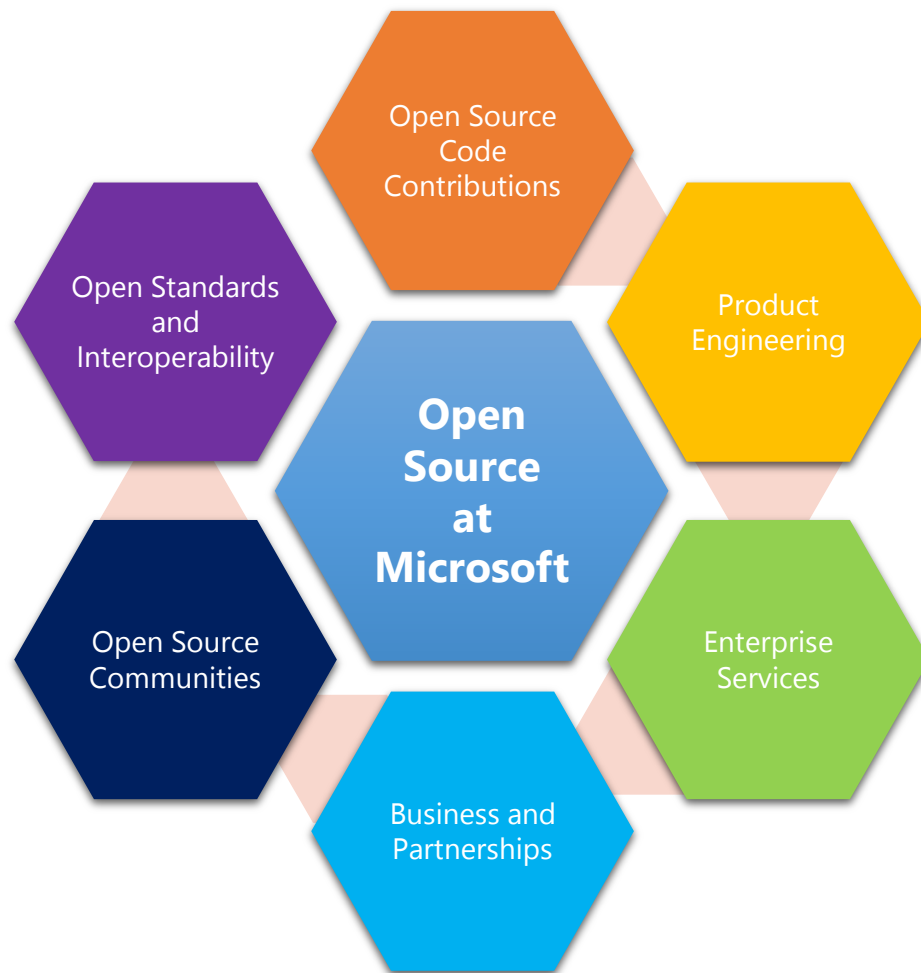 Open Source
Code
Contributions
Open Standards
and
Interoperability
Product
Engineering
Open
Source
at
Microsoft
Open Source
Communities
Enterprise
Services
Business and
Partnerships